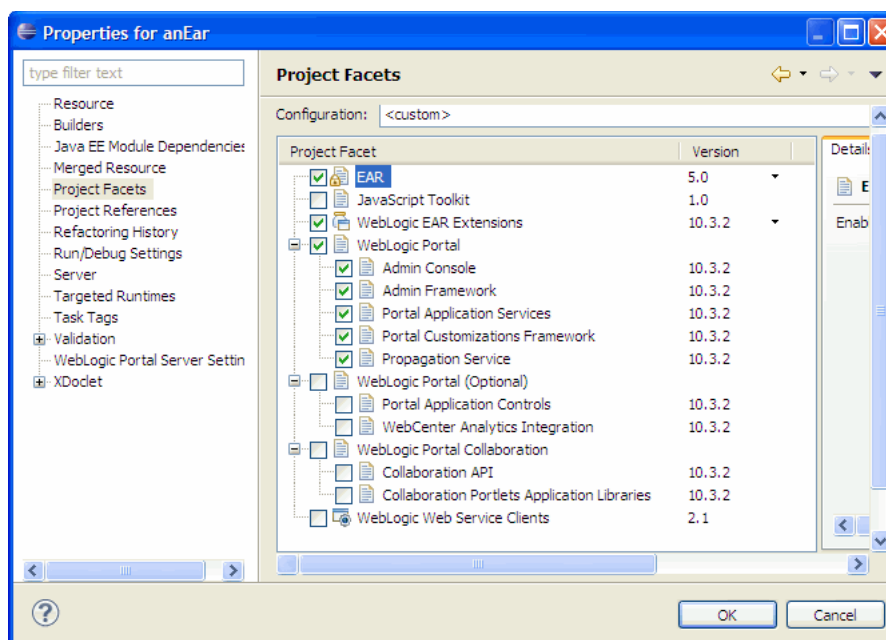 Properties for anEar
type filter text
Resource
Builders
Java EE Module Dependencies
Merged Resource
Project Facets
Project References
Refactoring History
Run/Debug Settings
Server
Targeted Runtimes
Task Tags
Validation
WebLogic Portal Server Settin
XDoclet
Project Facets
Configuration: <custom>
Project Facet Version
EAR 5.0
JavaScript Toolkit 1.0
WebLogic EAR Extensions 10.3.2
WebLogic Portal
Admin Console 10.3.2
Admin Framework 10.3.2
Portal Application Services 10.3.2
Portal Customizations Framework 10.3.2
Propagation Service 10.3.2
WebLogic Portal (Optional)
Portal Application Controls 10.3.2
WebCenter Analytics Integration 10.3.2
WebLogic Portal Collaboration
Collaboration API 10.3.2
Collaboration Portlets Application Libraries 10.3.2
WebLogic Web Service Clients 2.1
Details
E
Enab
?
OK Cancel